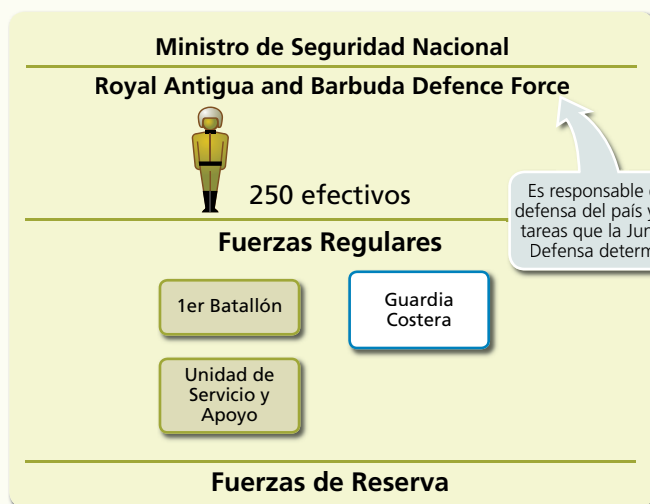 Ministro de Seguridad Nacional
Royal Antigua and Barbuda Defence Force
250 efectivos
Es responsable
defensa del país y
tareas que la Jun
Defensa determ
Fuerzas Regulares
1er Batallón
Guardia
Costera
Unidad de
Servicio y
Apoyo
Fuerzas de Reserva